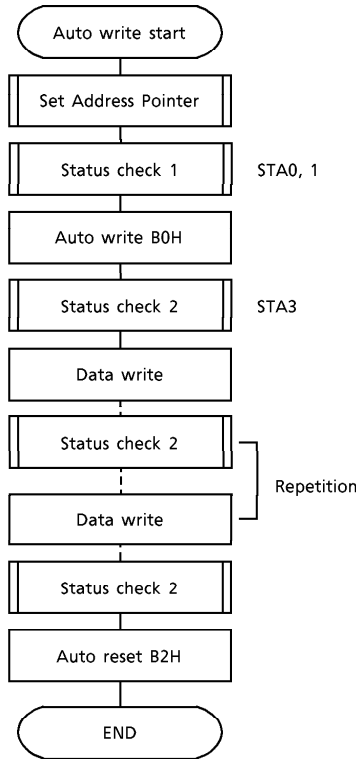 Auto write start
Set Address Pointer
Status check 1
STA0, 1
Auto write B0H
Status check 2
STA3
Data write
Status check 2
Repetition
Data write
Status check 2
Auto reset B2H
END